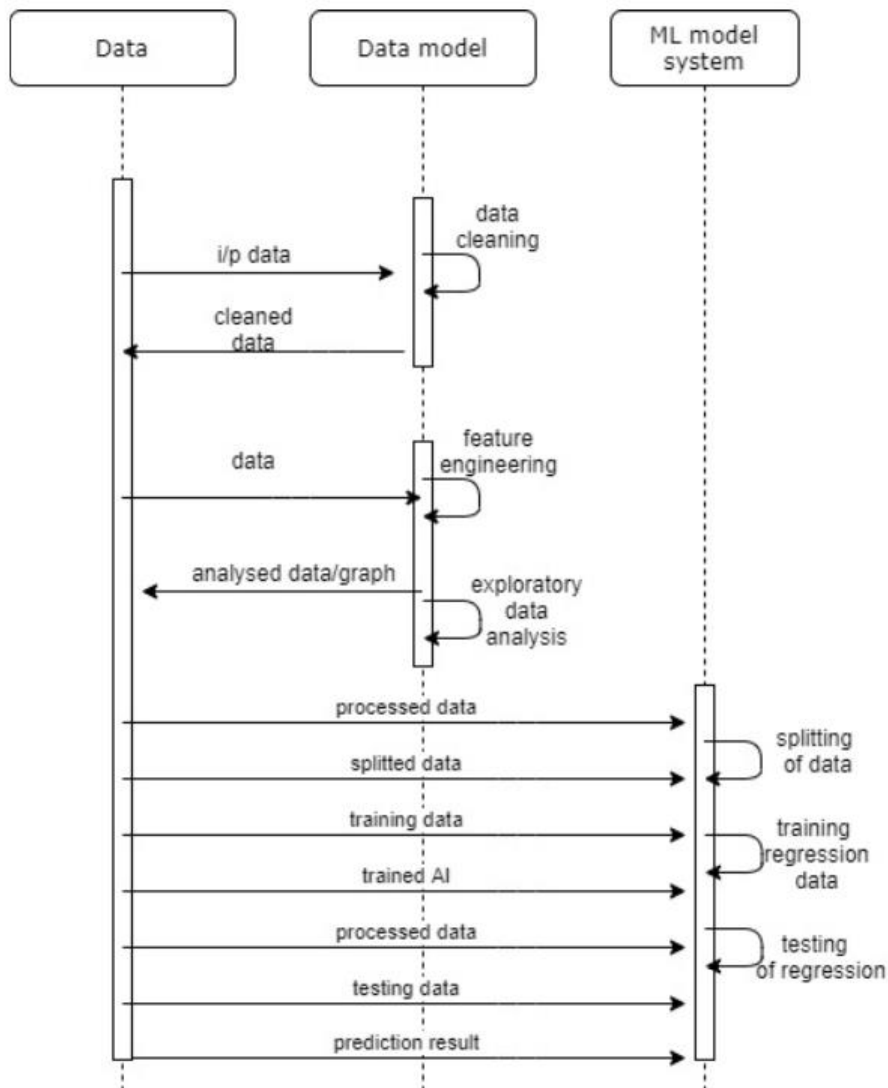 Data
Data model
ML model
system
data
cleaning
i/p data
cleaned
data
feature
engineering
data
analysed data/graph
exploratory
data
analysis
processed data
splitting
of data
splitted data
training data
training
regression
data
trained AI
processed data
testing
of regression
testing data
prediction result